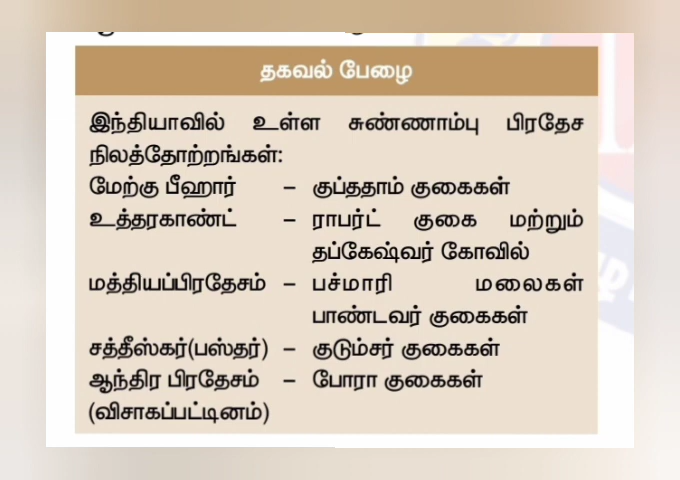 தகவல் பேழை
இந்தியாவில் உள்ள சுண்ணாம்பு பிரதேச
நிலத்தோற்றங்கள்:
மேற்கு பீஹார் – குப்ததாம் குகைகள்
உத்தரகாண்ட் – ராபர்ட் குகை மற்றும்
தப்கேஷ்வர் கோவில்
மத்தியப்பிரதேசம் – பச்மாரி மலைகள்
பாண்டவர் குகைகள்
சத்தீஸ்கர்(பஸ்தர்) – குடும்சர் குகைகள்
ஆந்திர பிரதேசம் – போரா குகைகள்
(விசாகப்பட்டினம்)